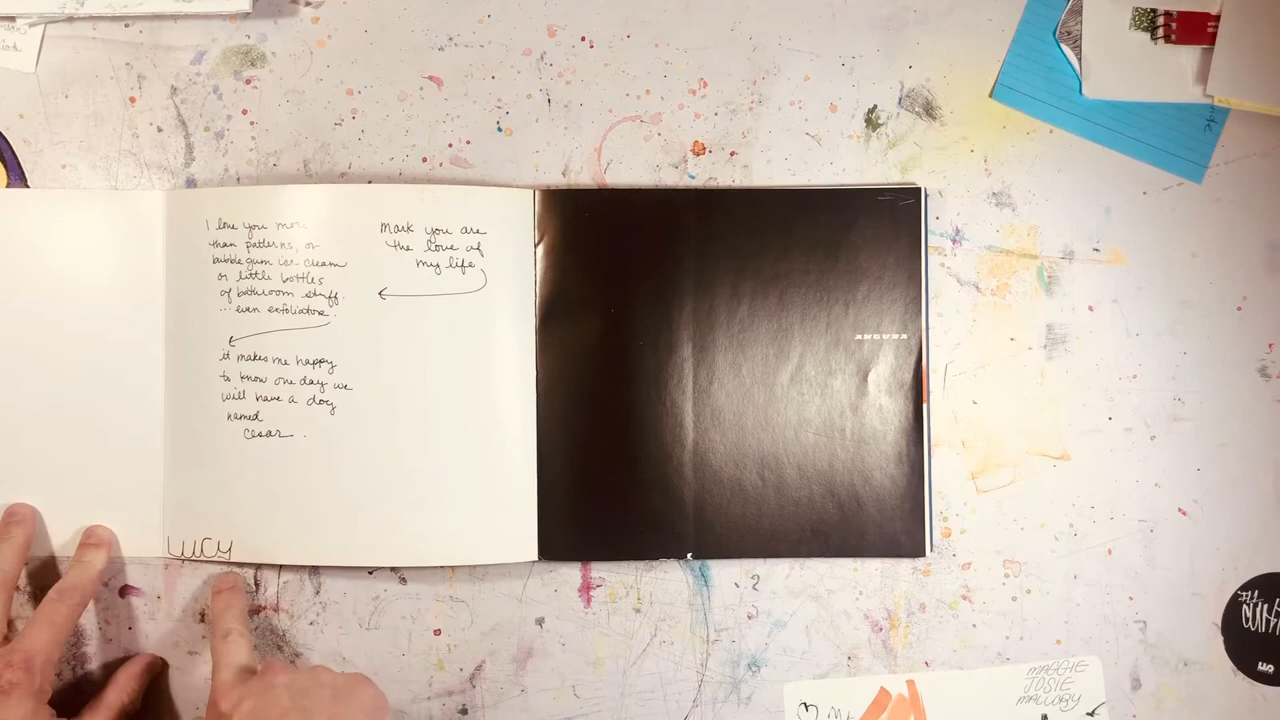 I love you more
than patterns, or
bubble gum ice cream
or little bottles
of bathroom stuff.
... even exfoliators.
it makes me happy
to know one day we
will have a dog
named
Cesar.
Mark you are
the love of
my life
LUCY
ANGURA
MAGGIE
JOSIE
MALLORY
#1